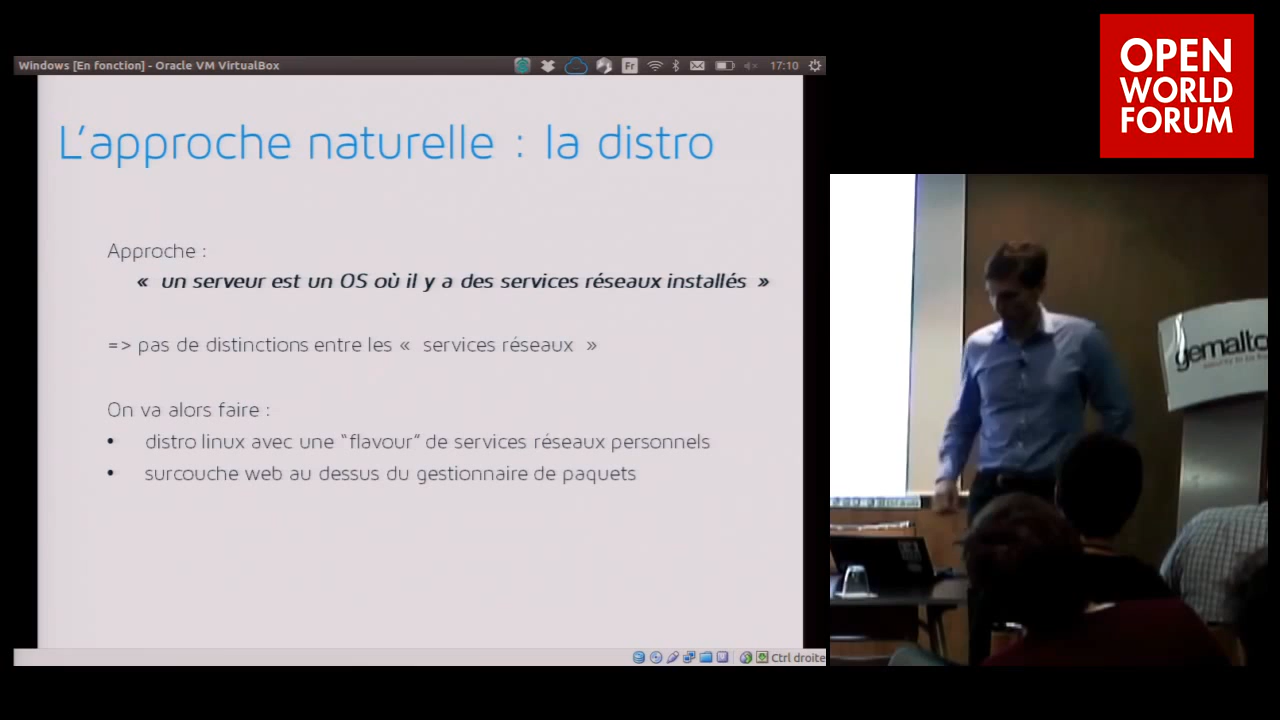 Windows [En fonction] - Oracle VM VirtualBox
Fr
17:10
L'approche naturelle : la distro
Approche :
« un serveur est un OS où il y a des services réseaux installés »
=> pas de distinctions entre les « services réseaux »
On va alors faire :
• distro linux avec une “flavour” de services réseaux personnels
• surcouche web au dessus du gestionnaire de paquets
Ctrl droite
OPEN
WORLD
FORUM
gemalto